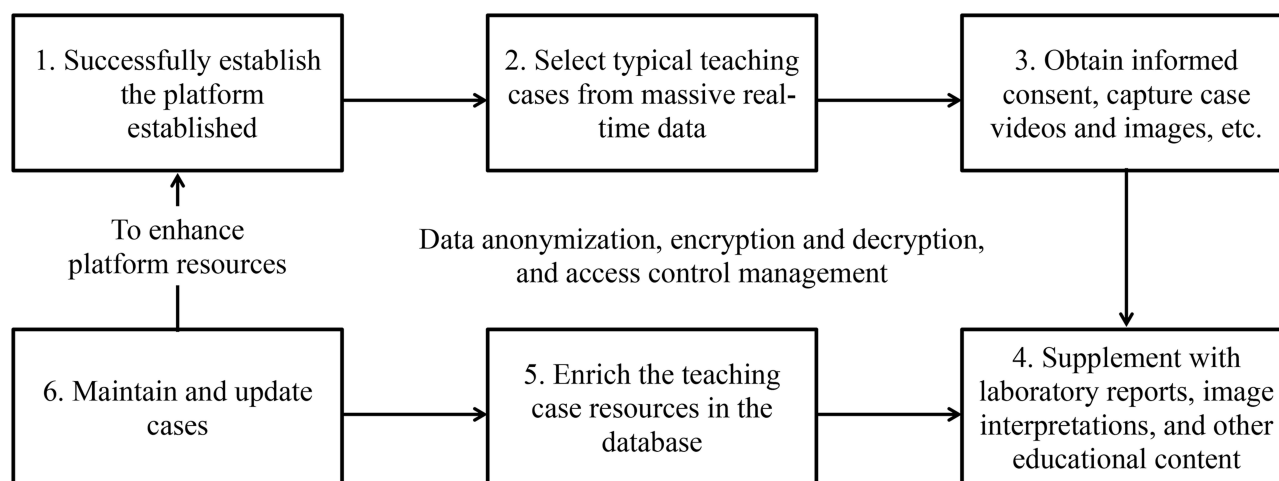 1. Successfully establish
the platform
established
2. Select typical teaching
cases from massive real-
time data
3. Obtain informed
consent, capture case
videos and images, etc.
To enhance
platform resources
Data anonymization, encryption and decryption,
and access control management
6. Maintain and update
cases
5. Enrich the teaching
case resources in the
database
4. Supplement with
laboratory reports, image
interpretations, and other
educational content